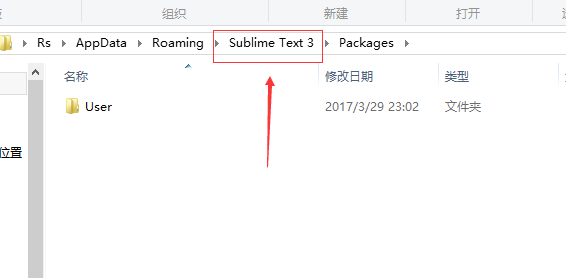 组织 新建 打开
Rs AppData Roaming Sublime Text 3 Packages
名称 修改日期 类型
User 2017/3/29 23:02 文件夹
位置